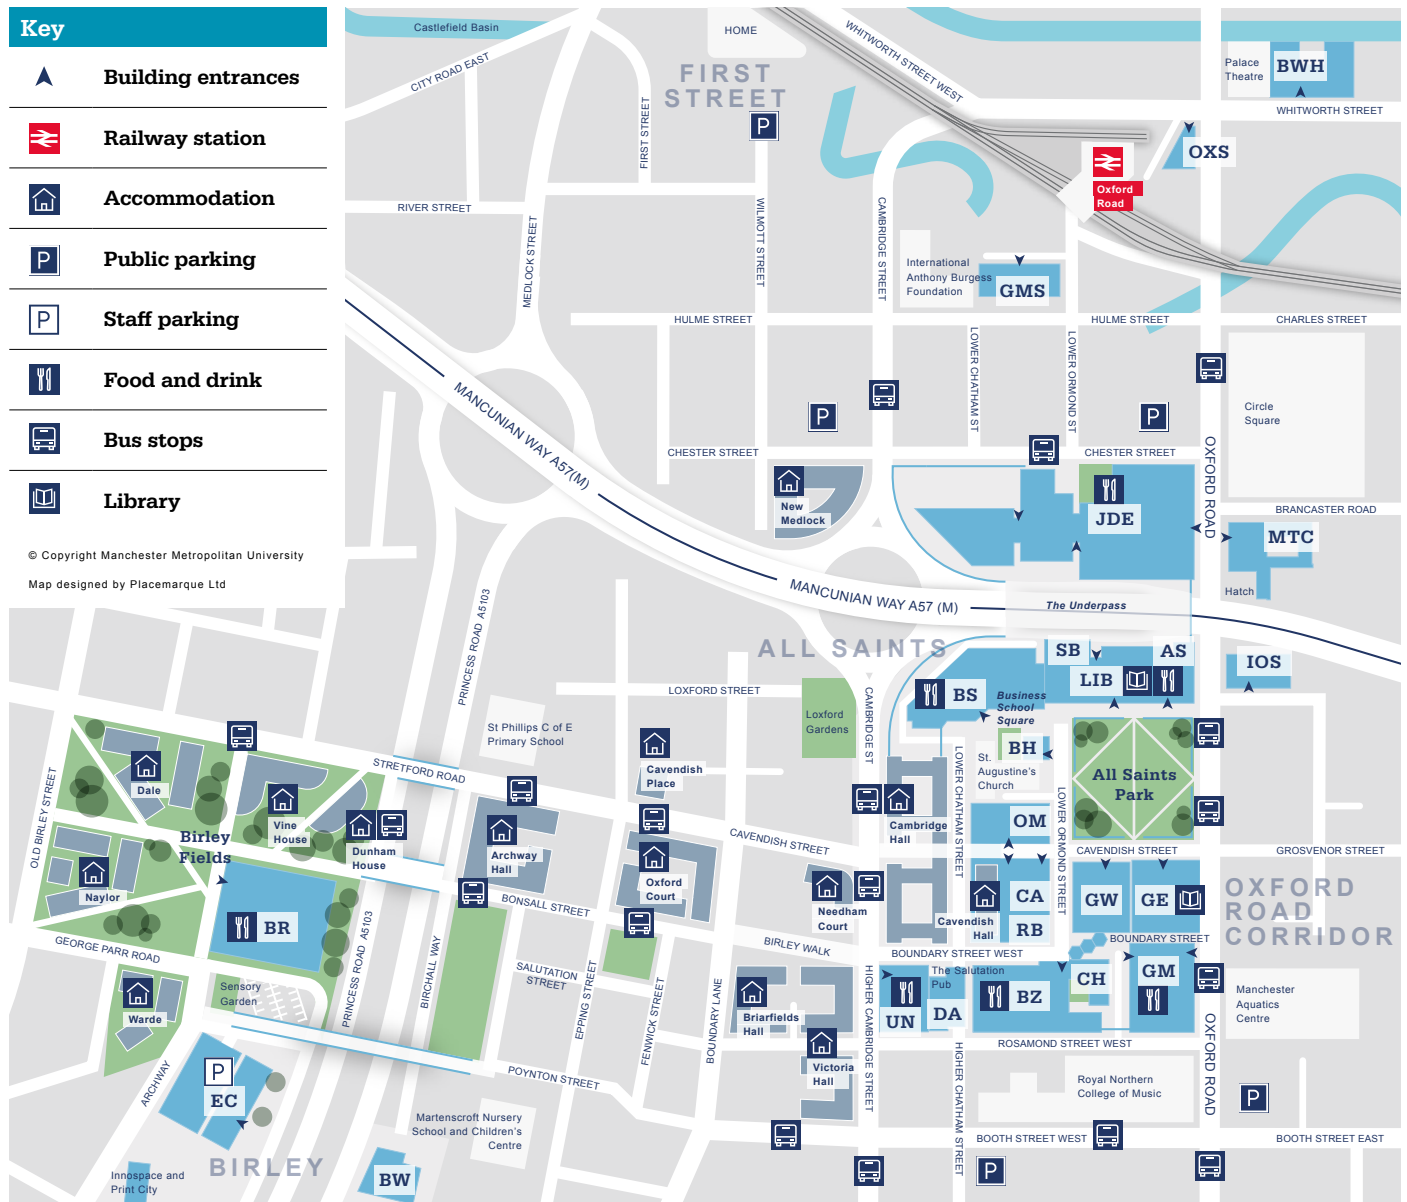 Key
Building entrances
Railway station
Accommodation
P
Public parking
P
Staff parking
Food and drink
Bus stops
Library
© Copyright Manchester Metropolitan University
Map designed by Placemarque Ltd
Castlefield Basin
CITY ROAD EAST
HOME
FIRST
STREET
WHITWORTH STREET WEST
Palace
Theatre
BWH
WHITWORTH STREET
P
FIRST STREET
OXS
Oxford
Road
RIVER STREET
MEDLOCK STREET
WILMOTT STREET
CAMBRIDGE STREET
International
Anthony Burgess
Foundation
GMS
HULME STREET
HULME STREET
CHARLES STREET
LOWER CHATHAM ST
LOWER ORMOND ST
MANCUNIAN WAY A57(M)
P
P
Circle
Square
CHESTER STREET
CHESTER STREET
OXFORD ROAD
New
Medlock
JDE
BRANCASTER ROAD
MTC
Hatch
MANCUNIAN WAY A57 (M)
The Underpass
PRINCESS ROAD A5103
ALL SAINTS
SB
AS
LIB
IOS
LOXFORD STREET
CAMBRIDGE ST
BS
Business
School
Square
Loxford
Gardens
St Phillips C of E
Primary School
BH
St.
Augustine's
Church
STRETFORD ROAD
Cavendish
Place
All Saints
Park
OLD BIRLEY STREET
Dale
Vine
House
Birley
Fields
Dunham
House
Archway
Hall
CAVENDISH STREET
Cambridge
Hall
LOWER CHATHAM STREET
OM
LOWER ORMOND STREET
CAVENDISH STREET
GROSVENOR STREET
Naylor
Oxford
Court
Needham
Court
Cavendish
Hall
CA
RB
GW
GE
OXFORD
ROAD
CORRIDOR
BR
BONSALL STREET
BIRLEY WALK
BOUNDARY STREET WEST
BOUNDARY STREET
GEORGE PARR ROAD
PRINCESS ROAD A5103
BIRCHALL WAY
SALUTATION
STREET
EPPING STREET
FENWICK STREET
BOUNDARY LANE
HIGHER CAMBRIDGE STREET
The Salutation
Pub
CH
GM
Sensory
Garden
Warde
Briarfields
Hall
UN
DA
BZ
Manchester
Aquatics
Centre
ROSAMOND STREET WEST
OXFORD ROAD
ARCHWAY
P
EC
POYNTON STREET
Victoria
Hall
HIGHER CHATHAM STREET
Royal Northern
College of Music
P
Martenscroft Nursery
School and Children's
Centre
BOOTH STREET WEST
BOOTH STREET EAST
BIRLEY
Innospace and
Print City
BW
P